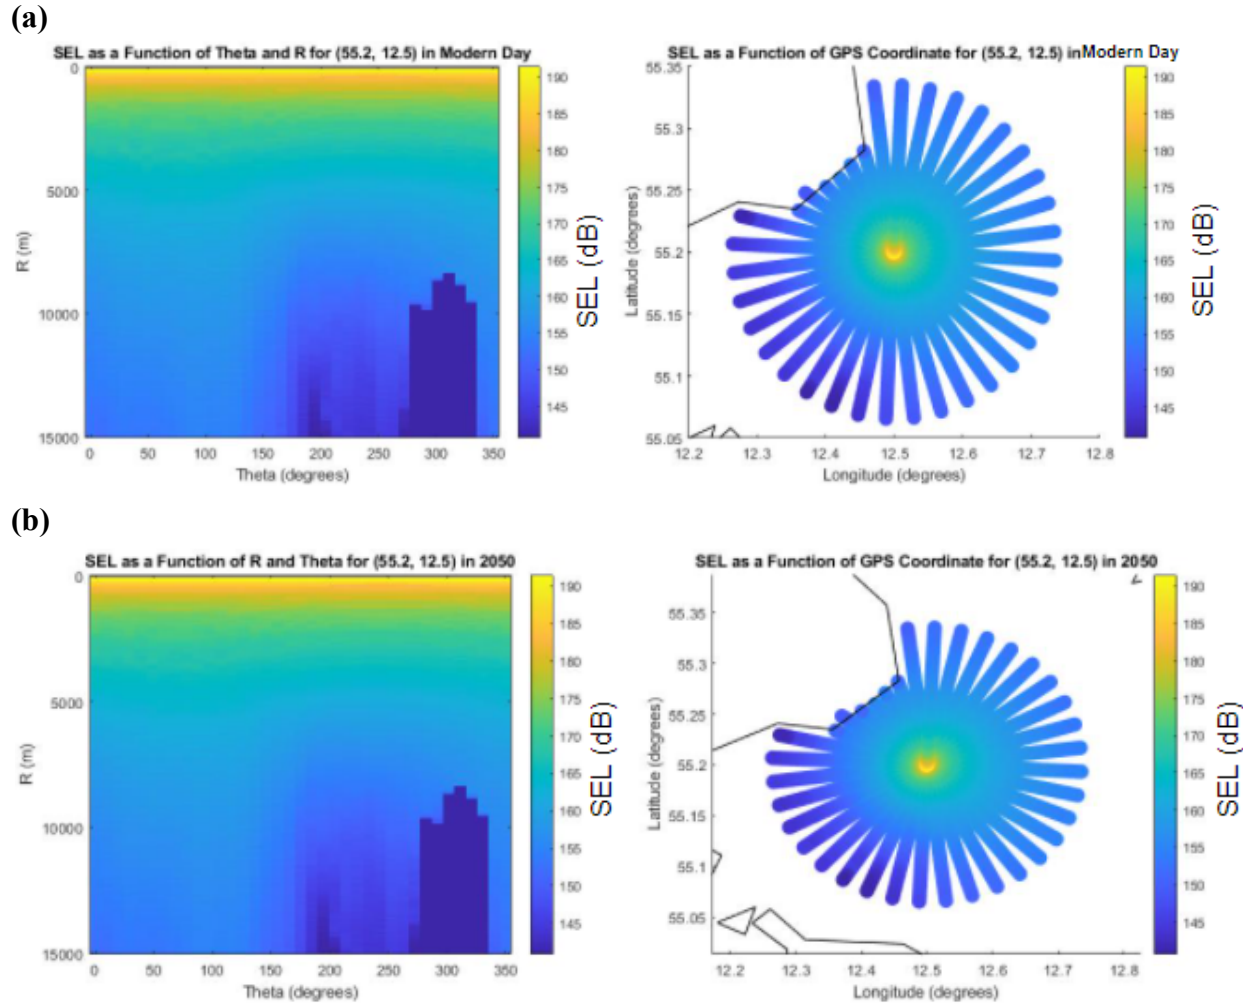 (a)
SEL as a Function of Theta and R for (55.2, 12.5) in Modern Day
0
5000
10000
15000
R (m)
0 50 100 150 200 250 300 350
Theta (degrees)
190
185
180
175
170
165
160
155
150
145
SEL (dB)
SEL as a Function of GPS Coordinate for (55.2, 12.5) inModern Day
55.35
55.3
55.25
55.2
55.15
55.1
55.05
Latitude (degrees)
12.2 12.3 12.4 12.5 12.6 12.7 12.8
Longitude (degrees)
190
185
180
175
170
165
160
155
150
145
SEL (dB)
(b)
SEL as a Function of R and Theta for (55.2, 12.5) in 2050
0
5000
10000
15000
R (m)
0 50 100 150 200 250 300 350
Theta (degrees)
190
185
180
175
170
165
160
155
150
145
SEL (dB)
SEL as a Function of GPS Coordinate for (55.2, 12.5) in 2050
55.35
55.3
55.25
55.2
55.15
55.1
55.05
Latitude (degrees)
12.2 12.3 12.4 12.5 12.6 12.7 12.8
Longitude (degrees)
190
185
180
175
170
165
160
155
150
145
SEL (dB)